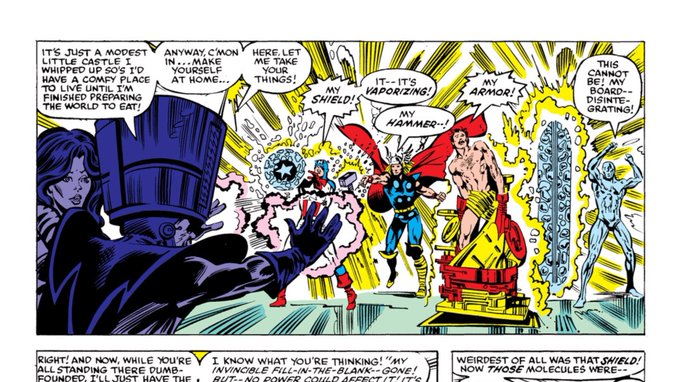 IT'S JUST A MODEST
LITTLE CASTLE I
WHIPPED UP SO'S I'D
HAVE A COMFY PLACE
TO LIVE UNTIL I'M
FINISHED PREPARING
THE WORLD TO EAT!
ANYWAY, C'MON
IN...MAKE
YOURSELF
AT HOME...
HERE, LET
ME TAKE
YOUR
THINGS!
MY
SHIELD!
IT--IT'S
VAPORIZING!
MY
HAMMER--!
MY
ARMOR!
THIS
CANNOT
BE! MY
BOARD--
DISINTE-
GRATING!
RIGHT! AND NOW, WHILE YOU'RE
ALL STANDING THERE DUMB-
FOUNDED, I'LL JUST HAVE THE
I KNOW WHAT YOU'RE THINKING! "MY
INVINCIBLE FILL-IN-THE-BLANK--GONE!
BUT--NO POWER COULD AFFECT IT! IT'S
WEIRDEST OF ALL WAS THAT SHIELD!
NOW THOSE MOLECULES WERE--